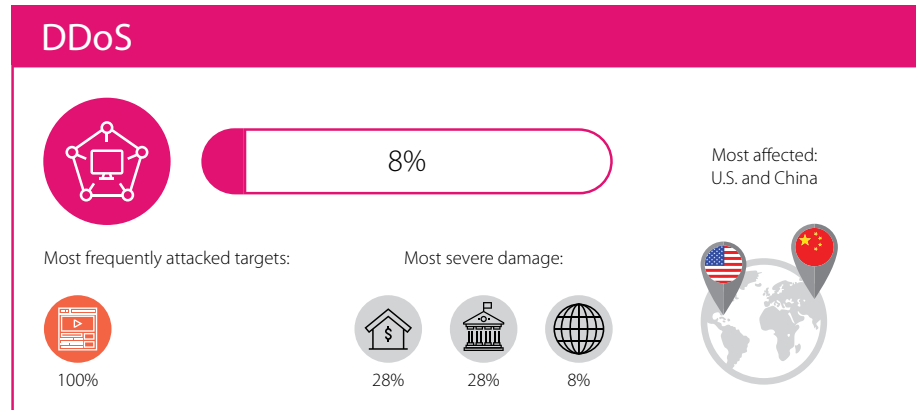 DDoS
8%
Most affected:
U.S. and China
Most frequently attacked targets:
Most severe damage:
$
100%
28%
28%
8%